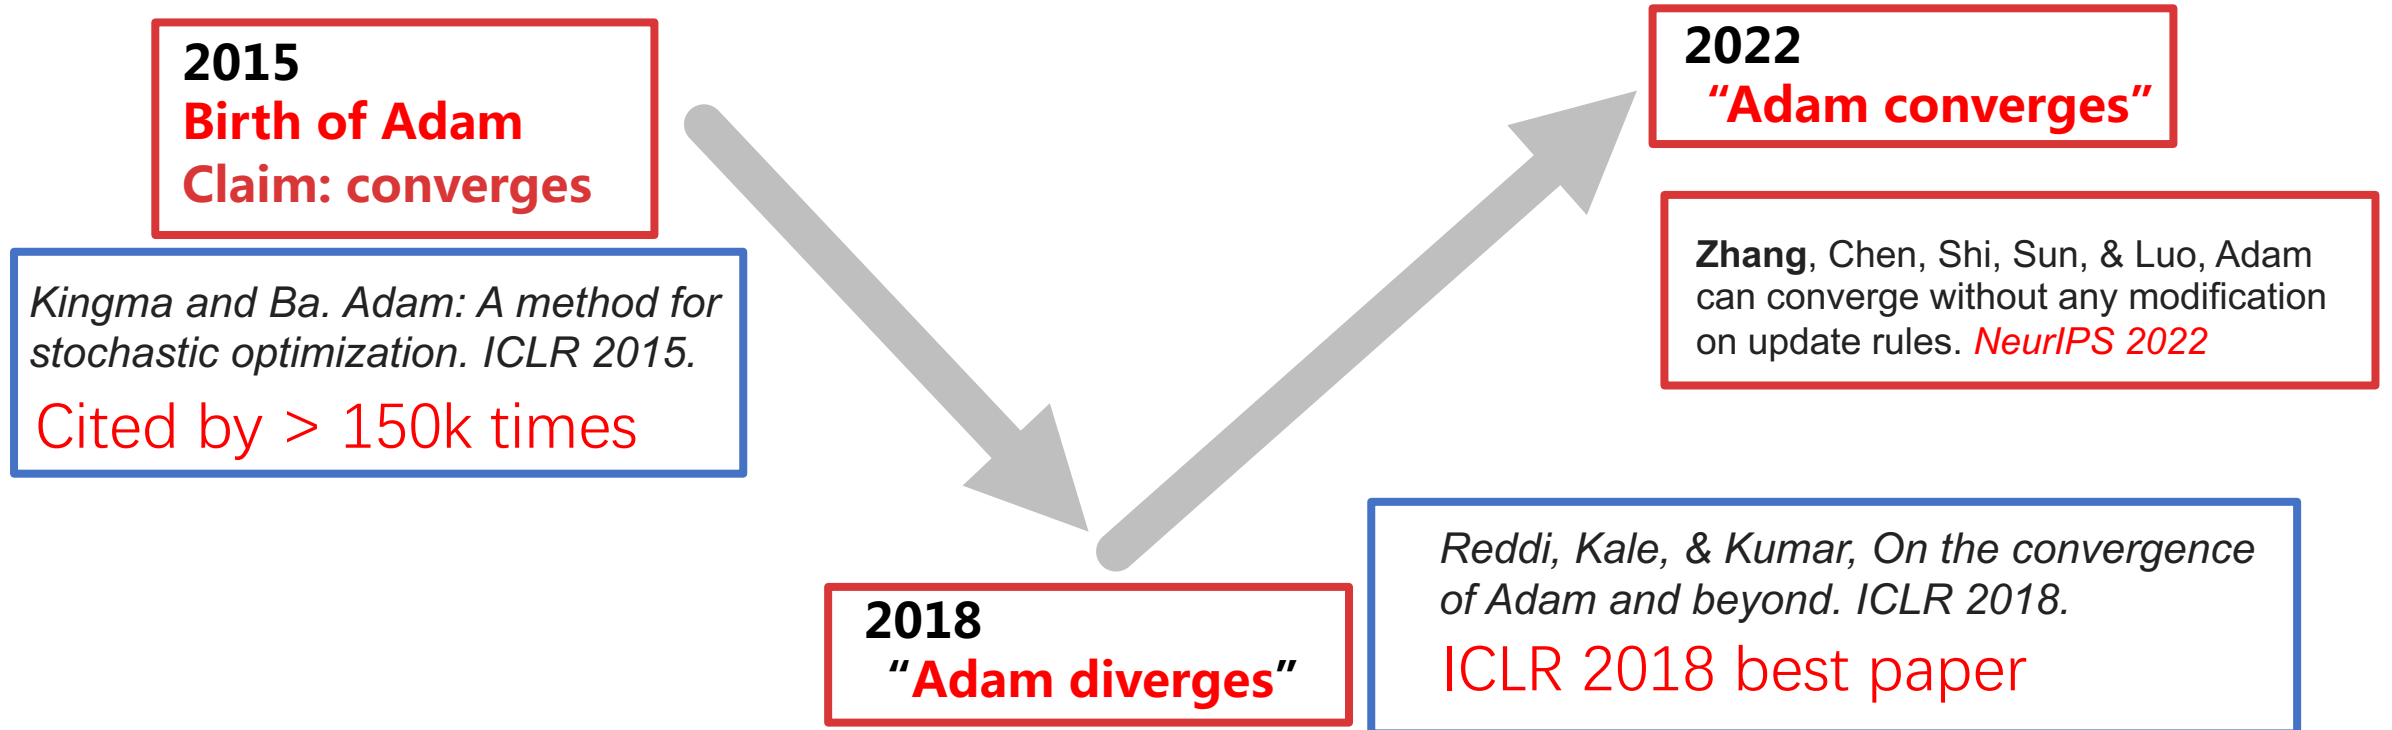 2015
Birth of Adam
Claim: converges
Kingma and Ba. Adam: A method for
stochastic optimization. ICLR 2015.
Cited by > 150k times
2018
“Adam diverges”
Reddi, Kale, & Kumar, On the convergence
of Adam and beyond. ICLR 2018.
ICLR 2018 best paper
2022
“Adam converges”
Zhang, Chen, Shi, Sun, & Luo, Adam
can converge without any modification
on update rules. NeurIPS 2022